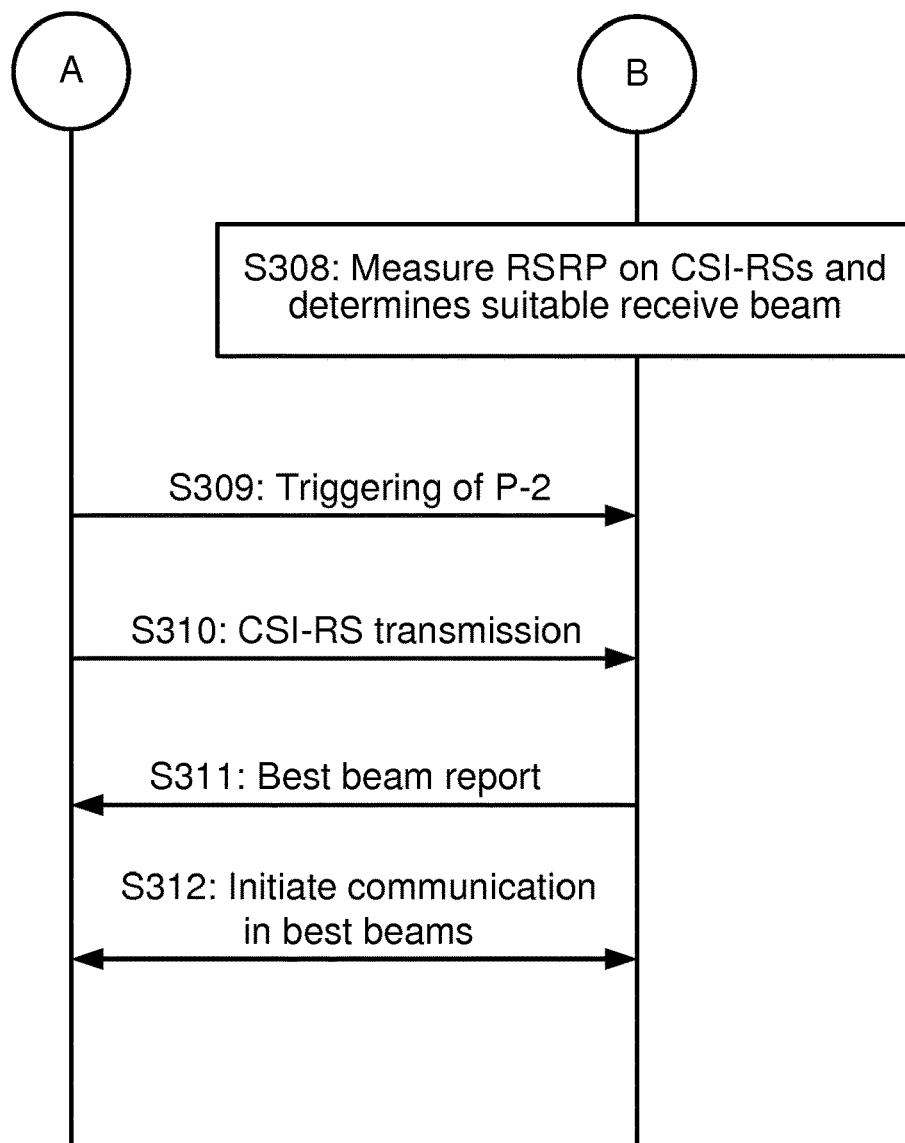 A
B
S308: Measure RSRP on CSI-RSs and
determines suitable receive beam
S309: Triggering of P-2
S310: CSI-RS transmission
S311: Best beam report
S312: Initiate communication
in best beams